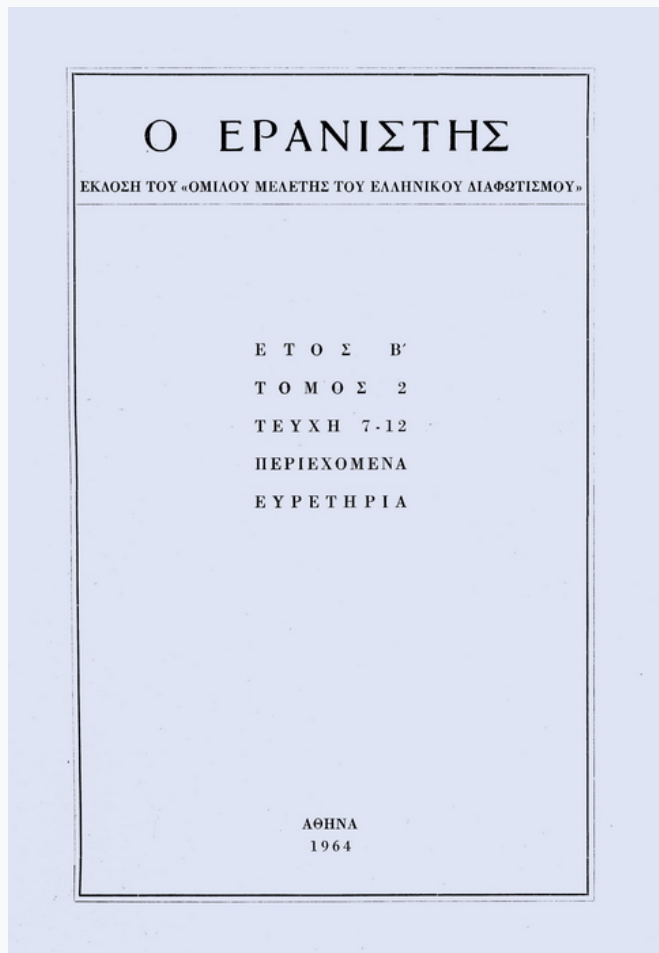 Ο ΕΡΑΝΙΣΤΗΣ
ΕΚΔΟΣΗ ΤΟΥ «ΟΜΙΛΟΥ ΜΕΛΕΤΗΣ ΤΟΥ ΕΛΛΗΝΙΚΟΥ ΔΙΑΦΩΤΙΣΜΟΥ»
ΕΤΟΣ Β΄
ΤΟΜΟΣ 2
ΤΕΥΧΗ 7-12
ΠΕΡΙΕΧΟΜΕΝΑ
ΕΥΡΕΤΗΡΙΑ
ΑΘΗΝΑ
1964